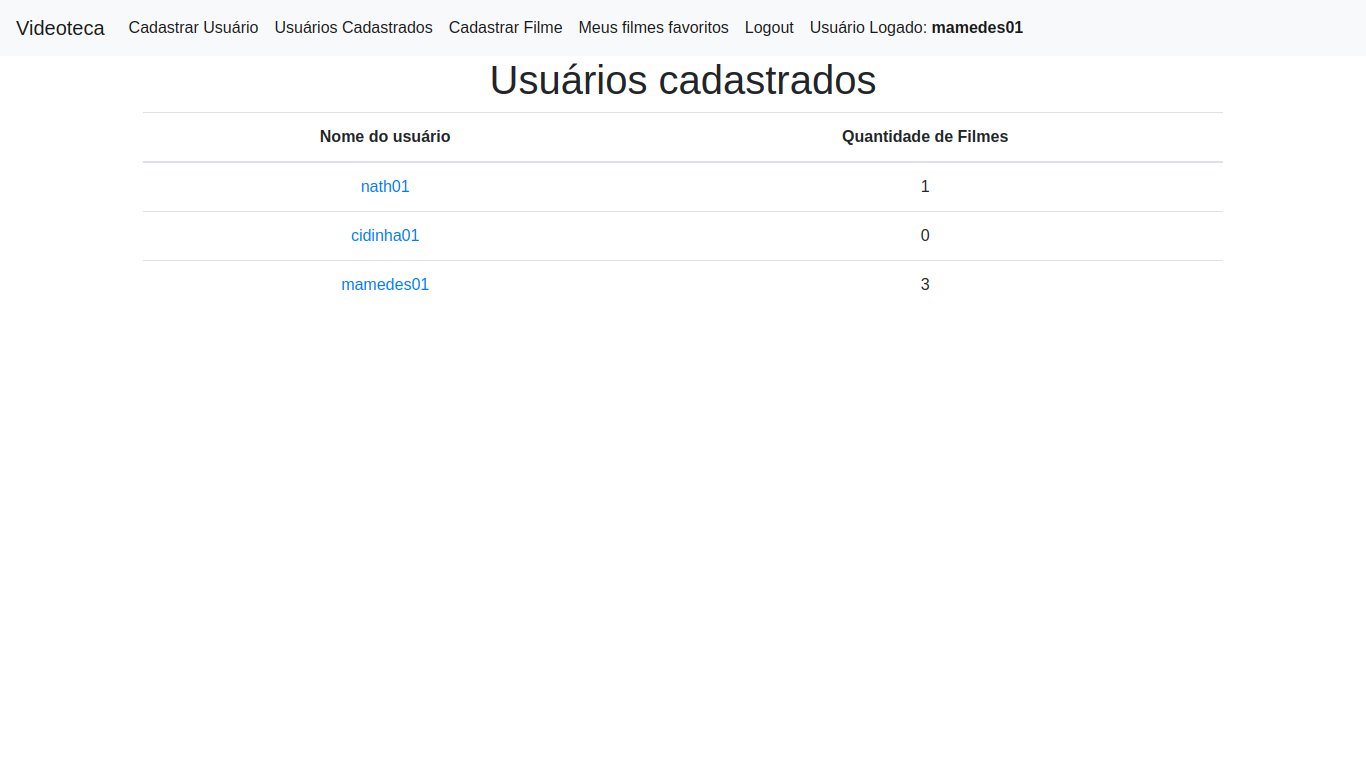 Videoteca Cadastrar Usuário Usuários Cadastrados Cadastrar Filme Meus filmes favoritos Logout Usuário Logado: mamedes01
Usuários cadastrados
Nome do usuário Quantidade de Filmes
nath01 1
cidinha01 0
mamedes01 3